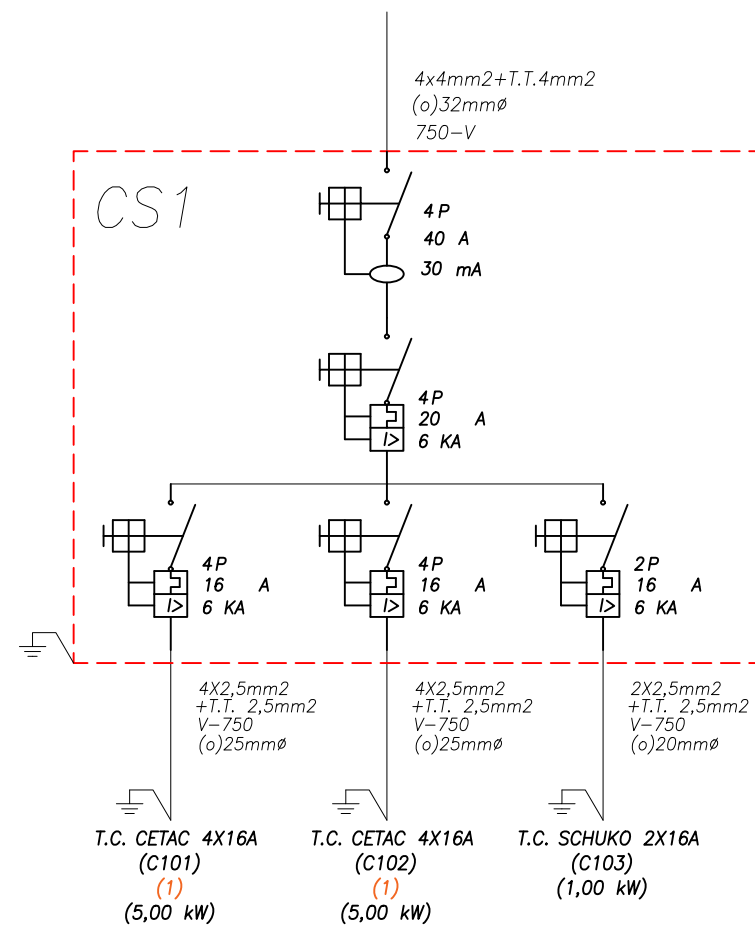 4x4mm2+T.T.4mm2
(o)32mmø
750-V
CS1
4P
40 A
30 mA
4P
20 A
I>
6 KA
4P
16 A
I>
6 KA
4P
16 A
I>
6 KA
2P
16 A
I>
6 KA
4X2,5mm2
+T.T. 2,5mm2
V-750
(o)25mmø
4X2,5mm2
+T.T. 2,5mm2
V-750
(o)25mmø
2X2,5mm2
+T.T. 2,5mm2
V-750
(o)20mmø
T.C. CETAC 4X16A
(C101)
(1)
(5,00 kW)
T.C. CETAC 4X16A
(C102)
(1)
(5,00 kW)
T.C. SCHUKO 2X16A
(C103)
(1,00 kW)